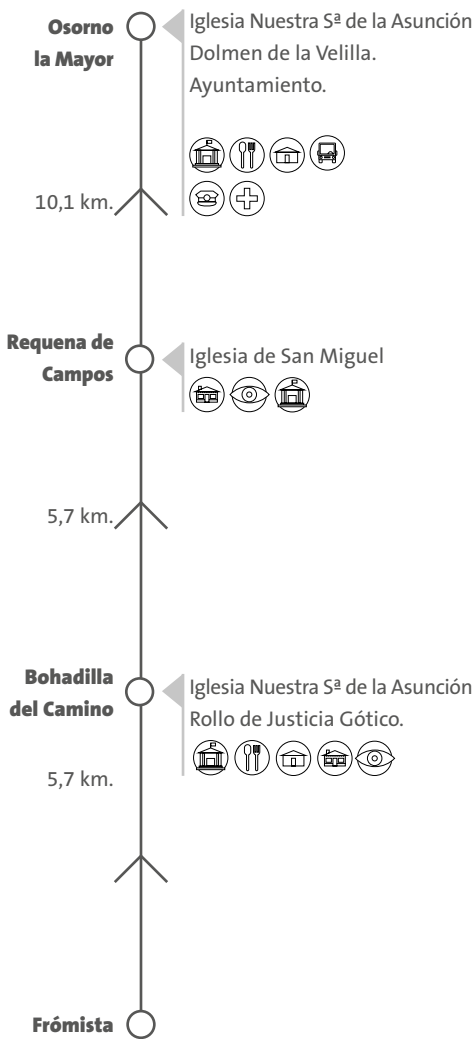 Osorno
la Mayor
Iglesia Nuestra Sª de la Asunción
Dolmen de la Velilla.
Ayuntamiento.
10,1 km.
Requena de
Campos
Iglesia de San Miguel
5,7 km.
Bohadilla
del Camino
Iglesia Nuestra Sª de la Asunción
Rollo de Justicia Gótico.
5,7 km.
Frómista